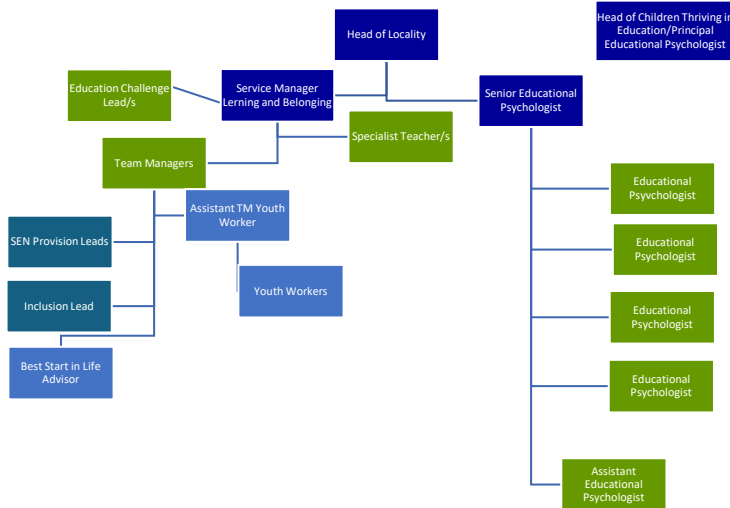 Head of Locality
Head of Children Thriving in
Education/Principal
Educational Psychologist
Education Challenge
Lead/s
Service Manager
Lerning and Belonging
Senior Educational
Psychologist
Specialist Teacher/s
Team Managers
Educational
Psyvchologist
Assistant TM Youth
Worker
SEN Provision Leads
Educational
Psychologist
Youth Workers
Inclusion Lead
Educational
Psychologist
Best Start in Life
Advisor
Educational
Psychologist
Assistant
Educational
Psychologist